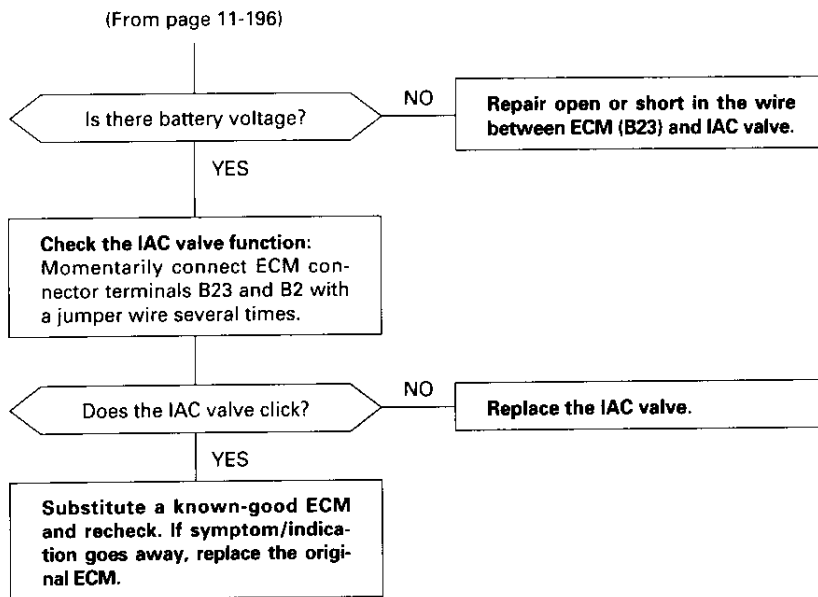 (From page 11-196)
Is there battery voltage?
NO
Repair open or short in the wire
between ECM (B23) and IAC valve.
YES
Check the IAC valve function:
Momentarily connect ECM con-
nector terminals B23 and B2 with
a jumper wire several times.
Does the IAC valve click?
NO
Replace the IAC valve.
YES
Substitute a known-good ECM
and recheck. If symptom/indica-
tion goes away, replace the origi-
nal ECM.